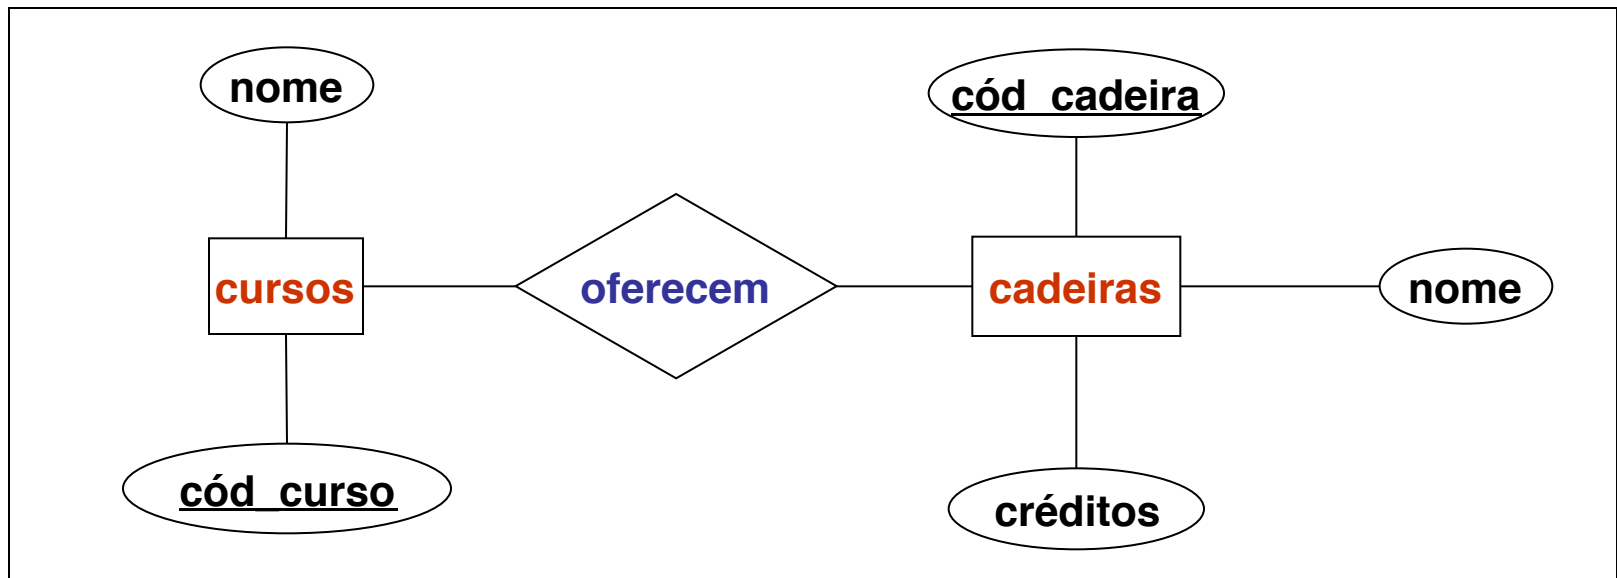 nome
cód_cadeira
cursos
oferecem
cadeiras
nome
cód_curso
créditos